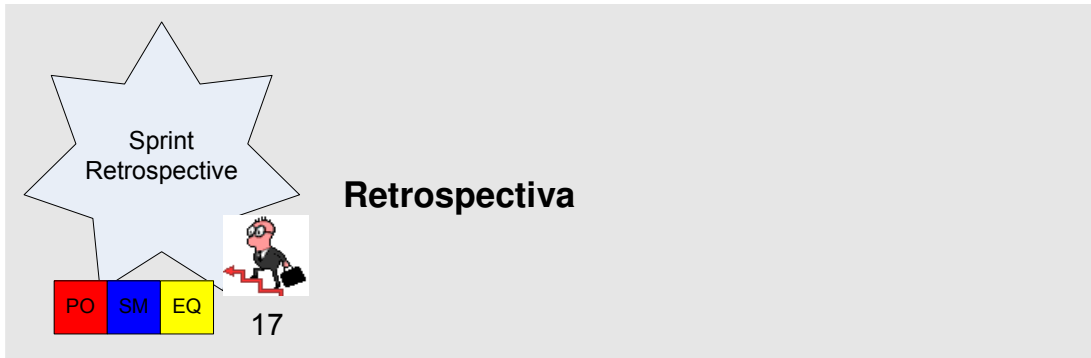 Sprint
Retrospective
Retrospectiva
PO SM EQ
17